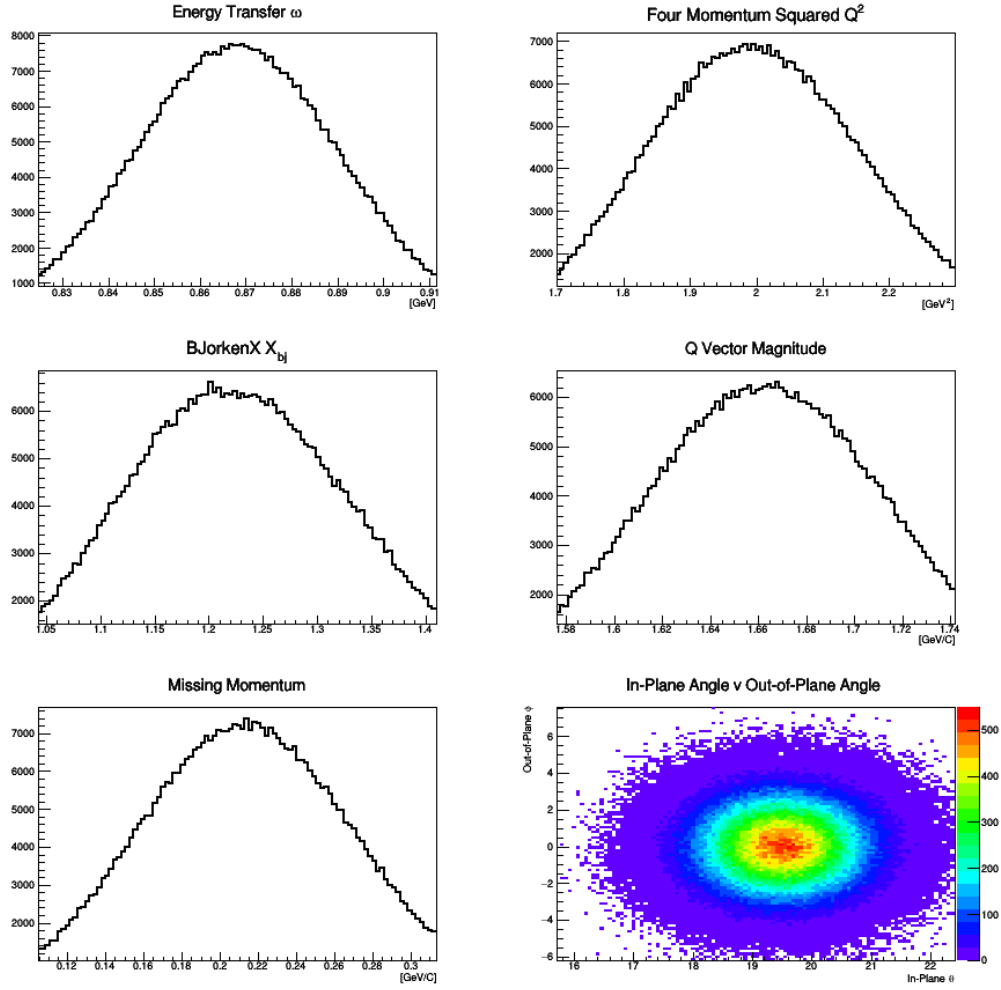 Energy Transfer ω
8000
7000
6000
5000
4000
3000
2000
1000
0.83 0.84 0.85 0.86 0.87 0.88 0.89 0.9 0.91
[GeV]
Four Momentum Squared Q²
7000
6000
5000
4000
3000
2000
1.7 1.8 1.9 2 2.1 2.2
[GeV²]
BJorkenX X_bj
6000
5000
4000
3000
2000
1.05 1.1 1.15 1.2 1.25 1.3 1.35 1.4
Q Vector Magnitude
6000
5000
4000
3000
2000
1.58 1.6 1.62 1.64 1.66 1.68 1.7 1.72 1.74
[GeV/C]
Missing Momentum
7000
6000
5000
4000
3000
2000
0.12 0.14 0.16 0.18 0.2 0.22 0.24 0.26 0.28 0.3
[GeV/C]
In-Plane Angle v Out-of-Plane Angle
Out-of-Plane ϕ
6
4
2
0
−2
−4
−6
16 17 18 19 20 21 22
In-Plane θ
500
400
300
200
100
0